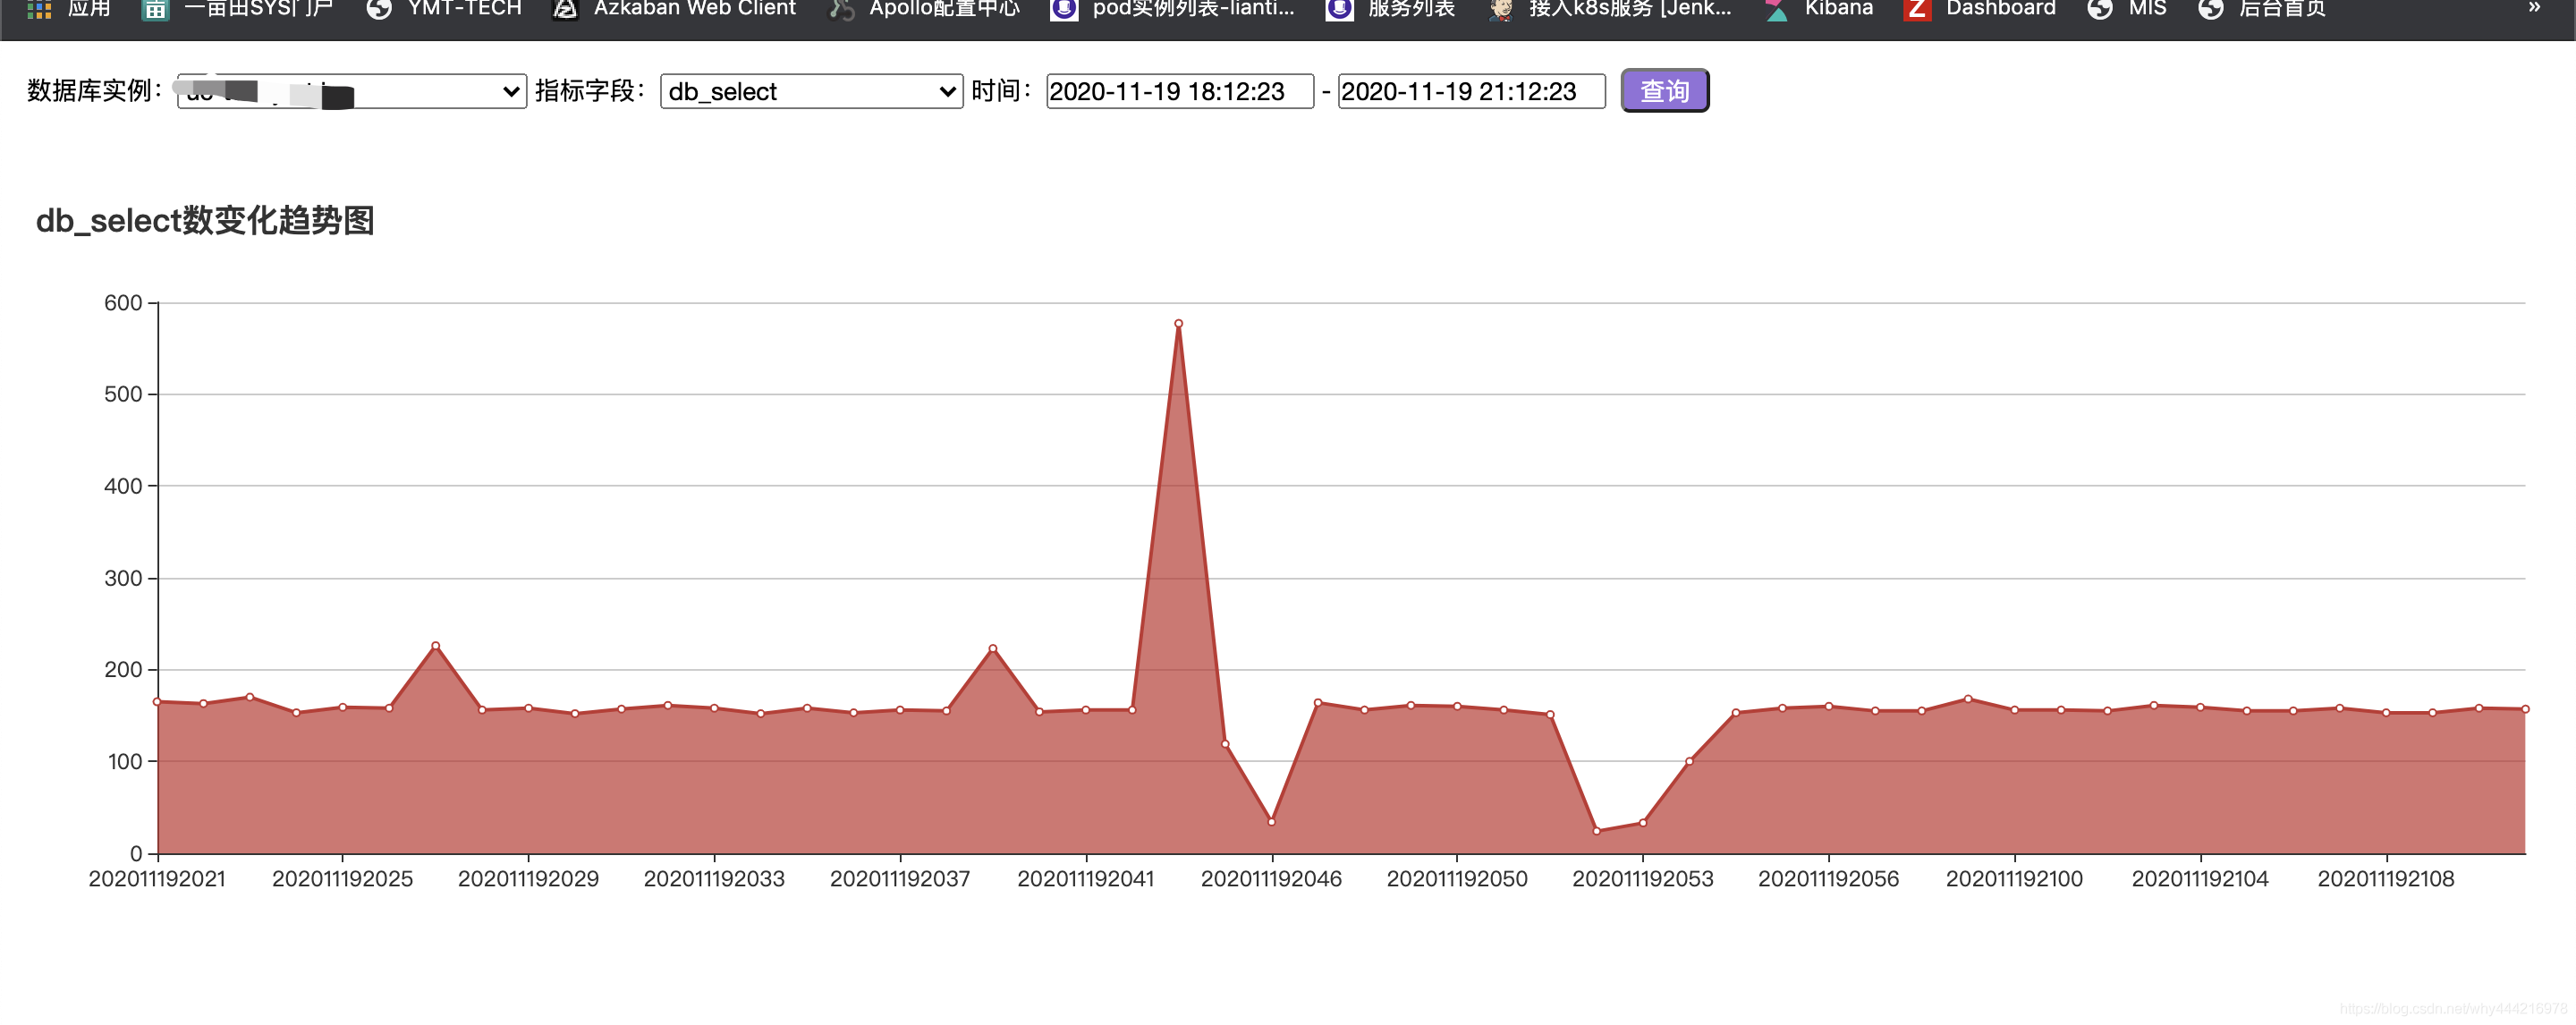 应用 一亩田SYS门户 YMT-TECH Azkaban Web Client Apollo配置中心 pod实例列表-lianti... 服务列表 接入k8s服务 [Jenk... Kibana Dashboard MIS 后台首页 »
数据库实例： 指标字段： db_select 时间： 2020-11-19 18:12:23 - 2020-11-19 21:12:23 查询
db_select数变化趋势图
600
500
400
300
200
100
0
202011192021 202011192025 202011192029 202011192033 202011192037 202011192041 202011192046 202011192050 202011192053 202011192056 202011192100 202011192104 202011192108
https://blog.csdn.net/why444216978